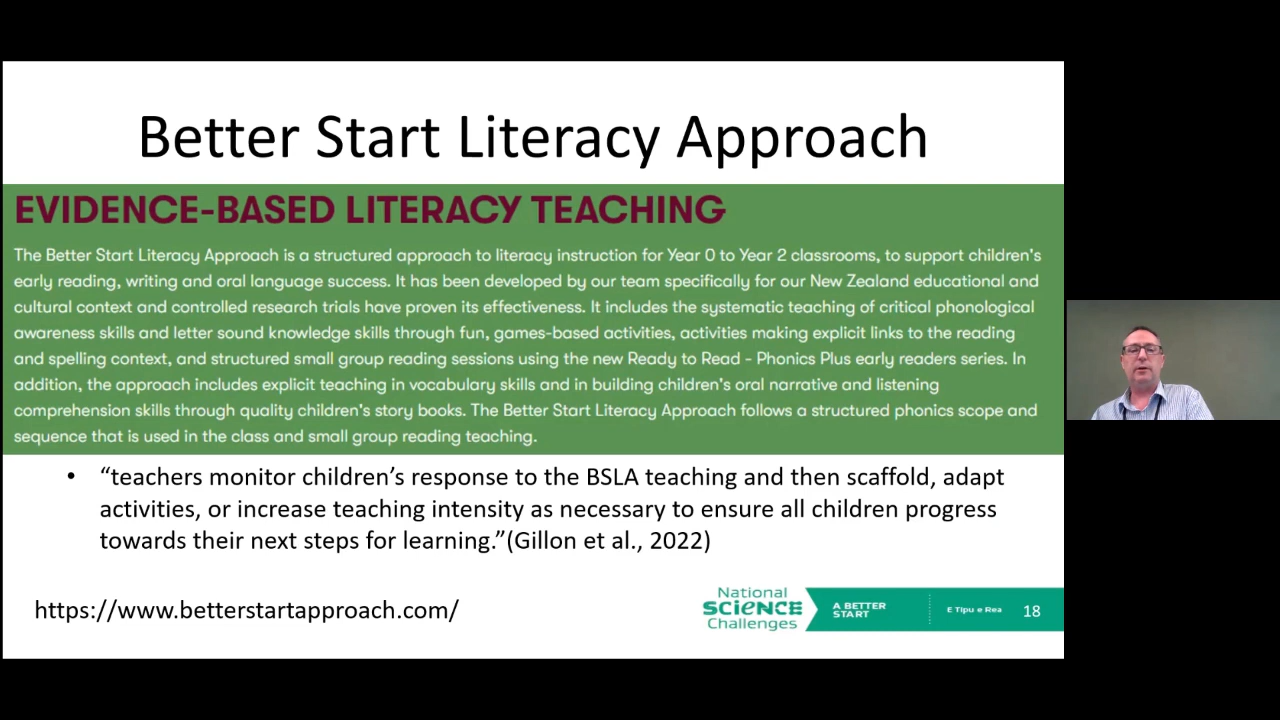 Better Start Literacy Approach
EVIDENCE-BASED LITERACY TEACHING
The Better Start Literacy Approach is a structured approach to literacy instruction for Year 0 to Year 2 classrooms, to support children's
early reading, writing and oral language success. It has been developed by our team specifically for our New Zealand educational and
cultural context and controlled research trials have proven its effectiveness. It includes the systematic teaching of critical phonological
awareness skills and letter sound knowledge skills through fun, games-based activities, activities making explicit links to the reading
and spelling context, and structured small group reading sessions using the new Ready to Read - Phonics Plus early readers series. In
addition, the approach includes explicit teaching in vocabulary skills and in building children's oral narrative and listening
comprehension skills through quality children's story books. The Better Start Literacy Approach follows a structured phonics scope and
sequence that is used in the class and small group reading teaching.
• “teachers monitor children’s response to the BSLA teaching and then scaffold, adapt
activities, or increase teaching intensity as necessary to ensure all children progress
towards their next steps for learning.”(Gillon et al., 2022)
https://www.betterstartapproach.com/
National
SCIENCE
Challenges
A BETTER
START
E Tipu e Rea
18